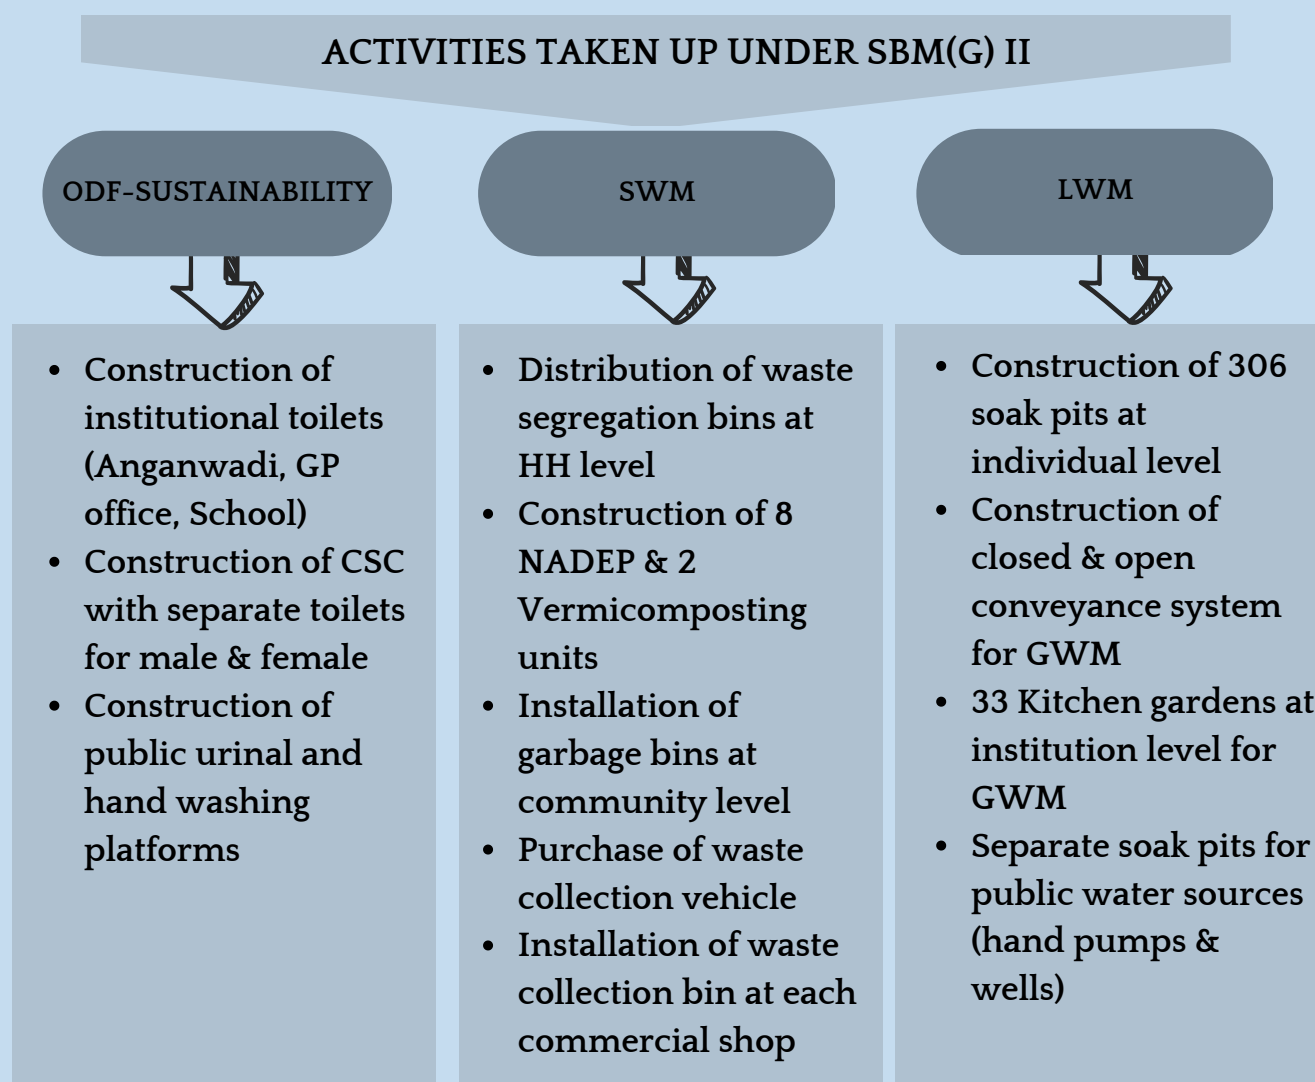 ACTIVITIES TAKEN UP UNDER SBM(G) II
ODF-SUSTAINABILITY
• Construction of
institutional toilets
(Anganwadi, GP
office, School)
• Construction of CSC
with separate toilets
for male & female
• Construction of
public urinal and
hand washing
platforms
SWM
• Distribution of waste
segregation bins at
HH level
• Construction of 8
NADEP & 2
Vermicomposting
units
• Installation of
garbage bins at
community level
• Purchase of waste
collection vehicle
• Installation of waste
collection bin at each
commercial shop
LWM
• Construction of 306
soak pits at
individual level
• Construction of
closed & open
conveyance system
for GWM
• 33 Kitchen gardens at
institution level for
GWM
• Separate soak pits for
public water sources
(hand pumps &
wells)